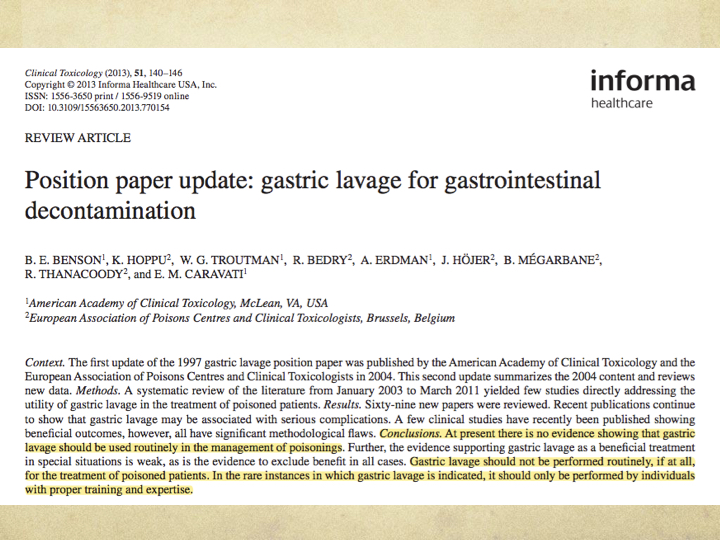 Clinical Toxicology (2013), 51, 140–146
Copyright © 2013 Informa Healthcare USA, Inc.
ISSN: 1556-3650 print / 1556-9519 online
DOI: 10.3109/15563650.2013.770154
informa
healthcare
REVIEW ARTICLE
Position paper update: gastric lavage for gastrointestinal
decontamination
B. E. BENSON1, K. HOPPU2, W. G. TROUTMAN1, R. BEDRY2, A. ERDMAN1, J. HÖJER2, B. MÉGARBANE2,
R. THANACOODY2, and E. M. CARAVATI1
1American Academy of Clinical Toxicology, McLean, VA, USA
2European Association of Poisons Centres and Clinical Toxicologists, Brussels, Belgium
Context. The first update of the 1997 gastric lavage position paper was published by the American Academy of Clinical Toxicology and the
European Association of Poisons Centres and Clinical Toxicologists in 2004. This second update summarizes the 2004 content and reviews
new data. Methods. A systematic review of the literature from January 2003 to March 2011 yielded few studies directly addressing the
utility of gastric lavage in the treatment of poisoned patients. Results. Sixty-nine new papers were reviewed. Recent publications continue
to show that gastric lavage may be associated with serious complications. A few clinical studies have recently been published showing
beneficial outcomes, however, all have significant methodological flaws. Conclusions. At present there is no evidence showing that gastric
lavage should be used routinely in the management of poisonings. Further, the evidence supporting gastric lavage as a beneficial treatment
in special situations is weak, as is the evidence to exclude benefit in all cases. Gastric lavage should not be performed routinely, if at all,
for the treatment of poisoned patients. In the rare instances in which gastric lavage is indicated, it should only be performed by individuals
with proper training and expertise.